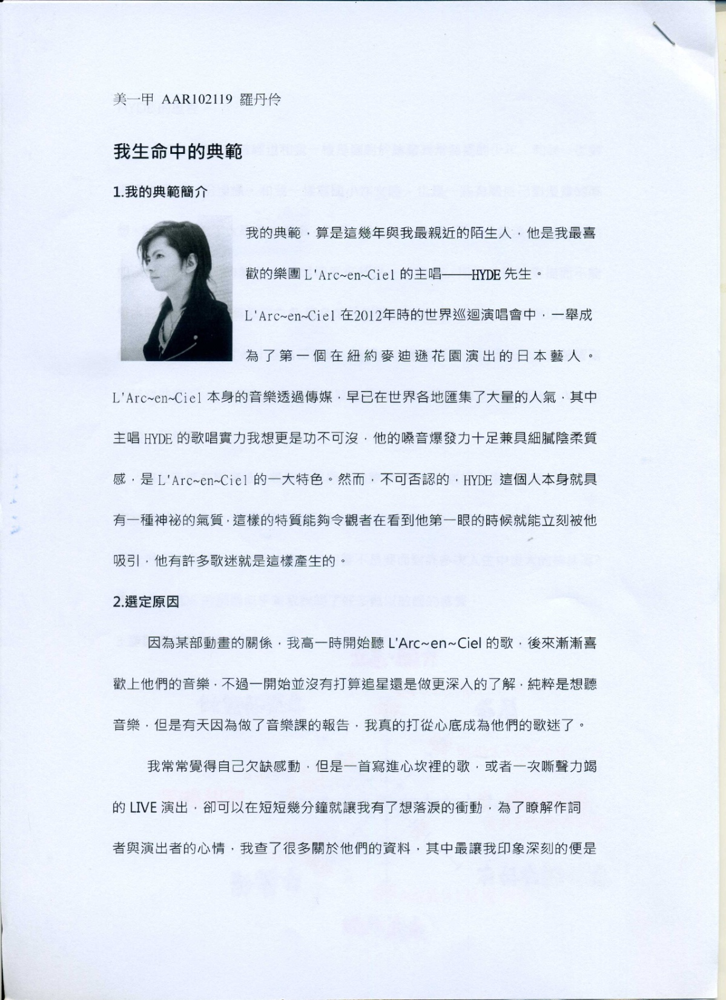 美一甲 AAR102119 羅丹伶
我生命中的典範
1.我的典範簡介
我的典範，算是這幾年與我最親近的陌生人，他是我最喜
歡的樂團 L'Arc~en~Ciel 的主唱——HYDE 先生。
L'Arc~en~Ciel 在2012年時的世界巡迴演唱會中，一舉成
為了第一個在紐約麥迪遜花園演出的日本藝人。
L'Arc~en~Ciel 本身的音樂透過傳媒，早已在世界各地匯集了大量的人氣，其中
主唱 HYDE 的歌唱實力我想更是功不可沒，他的嗓音爆發力十足兼具細膩陰柔質
感，是 L'Arc~en~Ciel 的一大特色。然而，不可否認的，HYDE 這個人本身就具
有一種神祕的氣質，這樣的特質能夠令觀者在看到他第一眼的時候就能立刻被他
吸引，他有許多歌迷就是這樣產生的。
2.選定原因
因為某部動畫的關係，我高一時開始聽 L'Arc~en~Ciel 的歌，後來漸漸喜
歡上他們的音樂，不過一開始並沒有打算追星還是做更深入的了解，純粹是想聽
音樂，但是有天因為做了音樂課的報告，我真的打從心底成為他們的歌迷了。
我常常覺得自己欠缺感動，但是一首寫進心坎裡的歌，或者一次嘶聲力竭
的 LIVE 演出，卻可以在短短幾分鐘就讓我有了想落淚的衝動，為了瞭解作詞
者與演出者的心情，我查了很多關於他們的資料，其中最讓我印象深刻的便是